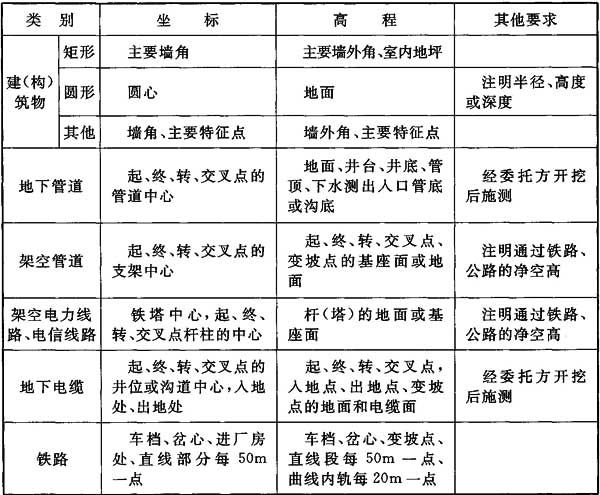 类 别 坐 标 高 程 其他要求
建(构)
筑物
矩形 主要墙角 主要墙外角、室内地坪
圆形 圆心 地面 注明半径、高度
或深度
其他 墙角、主要特征点 墙外角、主要特征点
地下管道
起、终、转、交叉点的
管道中心
地面、井台、井底、管
顶、下水测出入口管底
或沟底
经委托方开挖
后施测
架空管道
起、终、转、交叉点的
支架中心
起、终、转、交叉点、
变坡点的基座面或地
面
注明通过铁路、
公路的净空高
架空电力线
路、电信线路
铁塔中心,起、终、
转、交叉点杆柱的中心
杆(塔)的地面或基
座面
注明通过铁路、
公路的净空高
地下电缆
起、终、转、交叉点的
井位或沟道中心,入地
处、出地处
起、终、转、交叉点,
入地点、出地点、变坡
点的地面和电缆面
经委托方开挖
后施测
铁路
车档、岔心、进厂房
处、直线部分每 50m
一点
车档、岔心、变坡点、
直线段每 50m 一点、
曲线内轨每 20m 一点